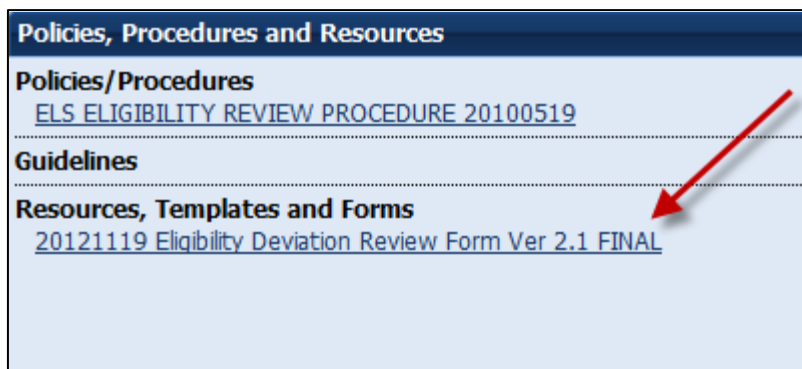 Policies, Procedures and Resources
Policies/Procedures
ELS ELIGIBILITY REVIEW PROCEDURE 20100519
Guidelines
Resources, Templates and Forms
20121119 Eligibility Deviation Review Form Ver 2.1 FINAL